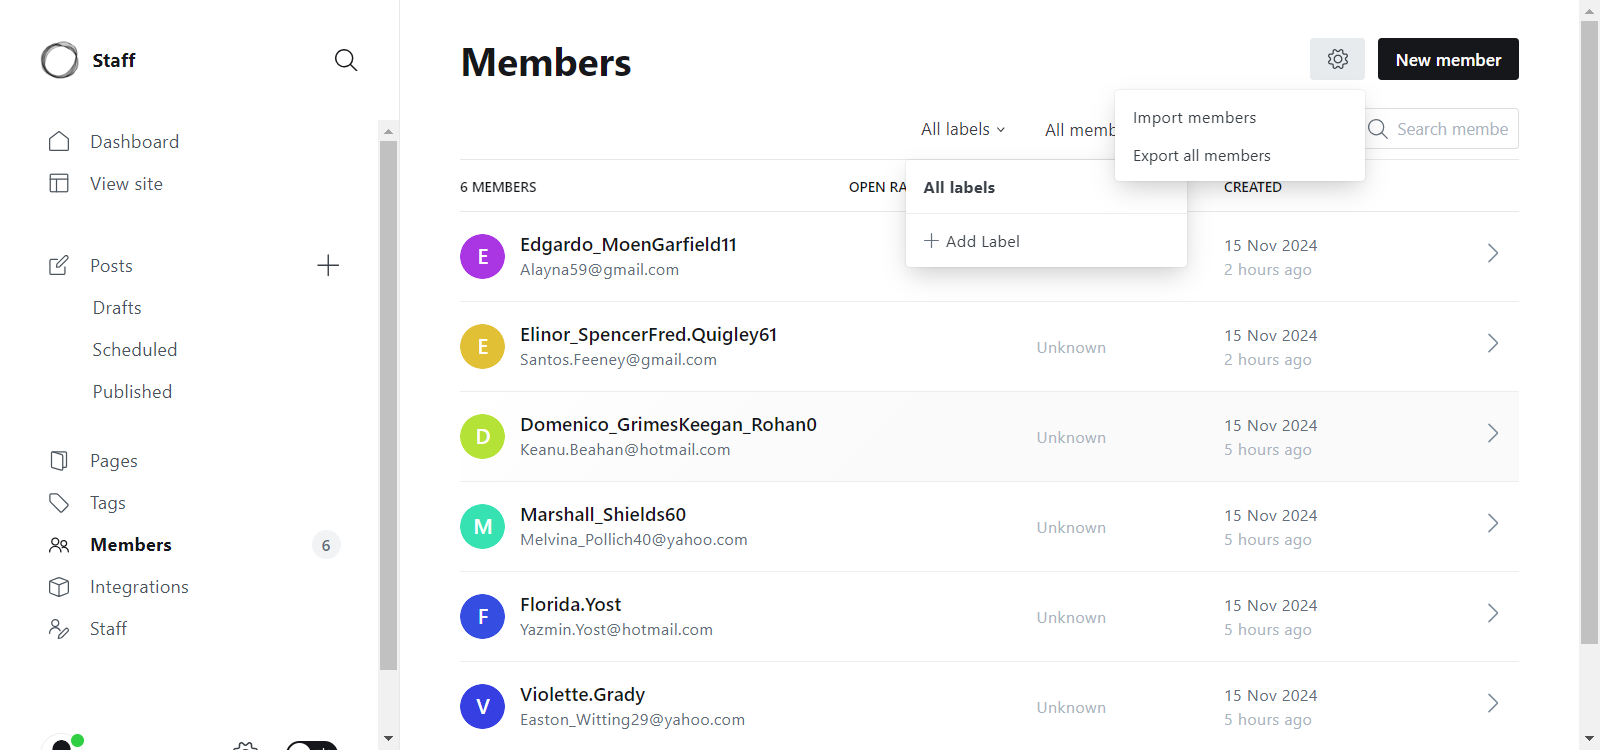 Staff
Dashboard
View site
Posts
Drafts
Scheduled
Published
Pages
Tags
Members
6
Integrations
Staff
Members
New member
Import members
Export all members
All labels
Search membe
All labels
Add Label
6 MEMBERS
CREATED
E
Edgardo_MoenGarfield11
Alayna59@gmail.com
15 Nov 2024
2 hours ago
E
Elinor_SpencerFred.Quigley61
Santos.Feeney@gmail.com
Unknown
15 Nov 2024
2 hours ago
D
Domenico_GrimesKeegan_Rohan0
Keanu.Beahan@hotmail.com
Unknown
15 Nov 2024
5 hours ago
M
Marshall_Shields60
Melvina_Pollich40@yahoo.com
Unknown
15 Nov 2024
5 hours ago
F
Florida.Yost
Yazmin.Yost@hotmail.com
Unknown
15 Nov 2024
5 hours ago
V
Violette.Grady
Easton_Witting29@yahoo.com
Unknown
15 Nov 2024
5 hours ago